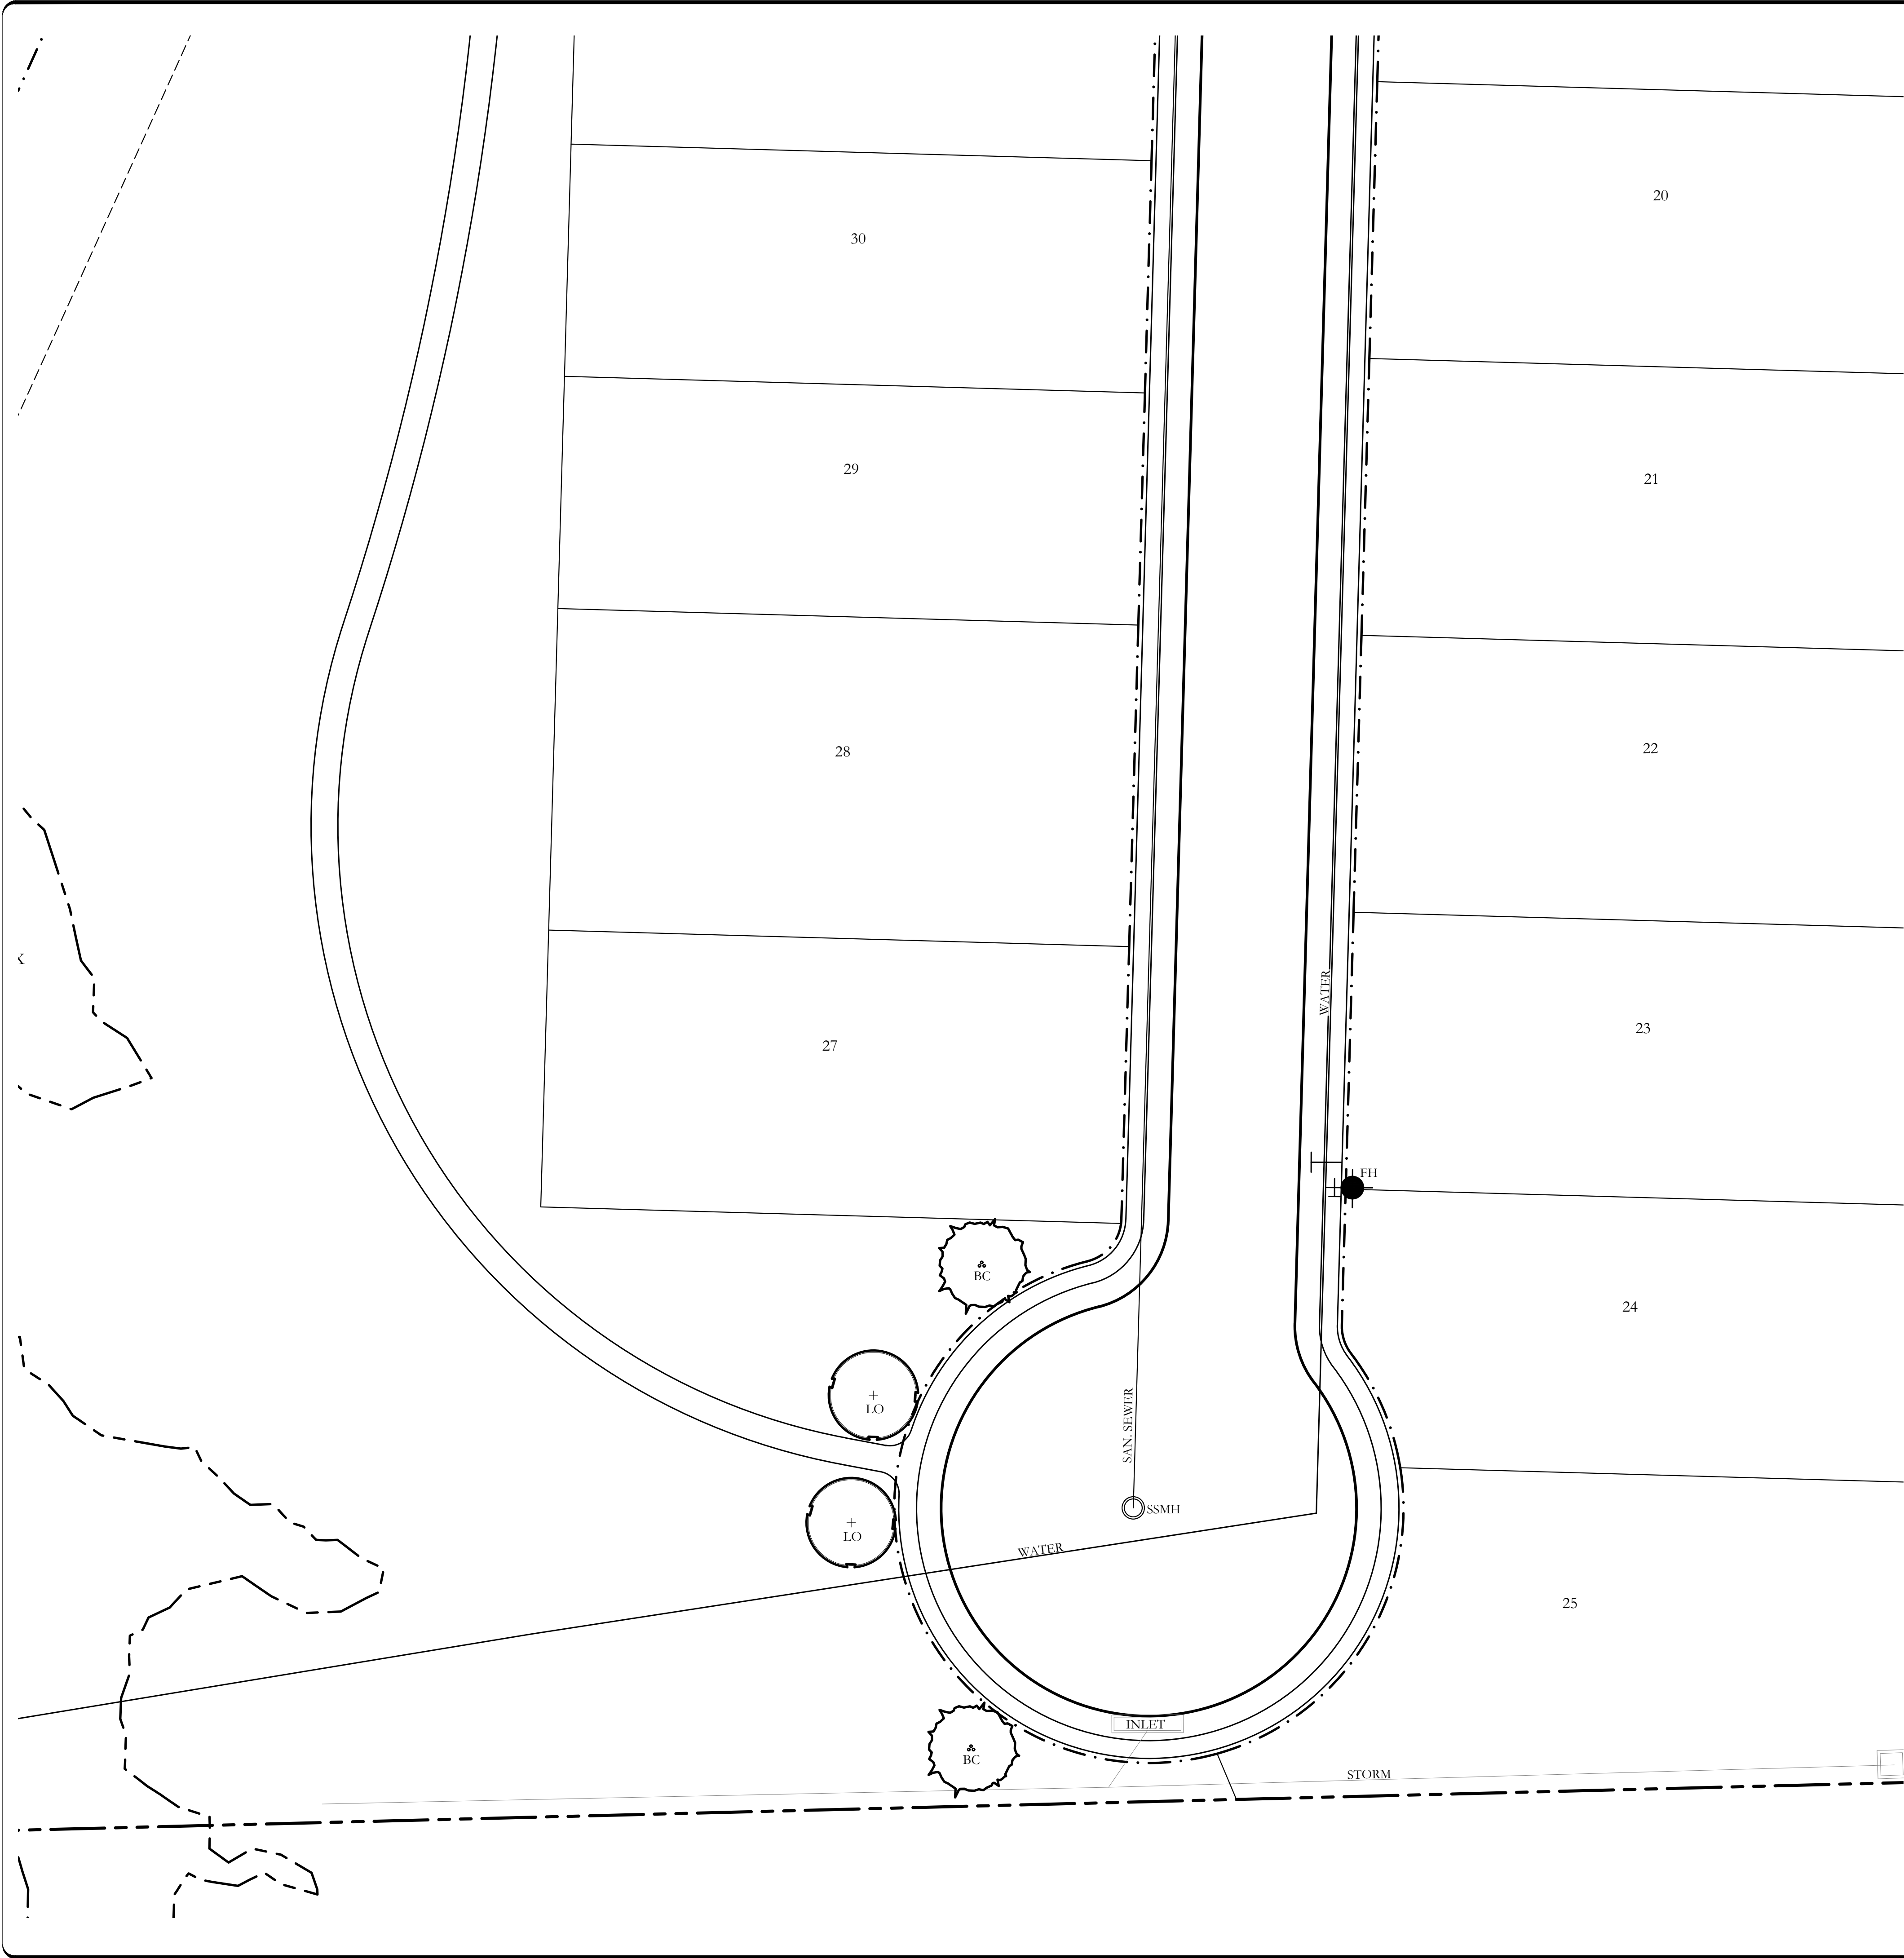 20
30
29
21
22
28
X
WATER
23
27
FH
BC
24
SAN. SEWER
LO
SSMH
LO
WATER
25
INLET
BC
STORM